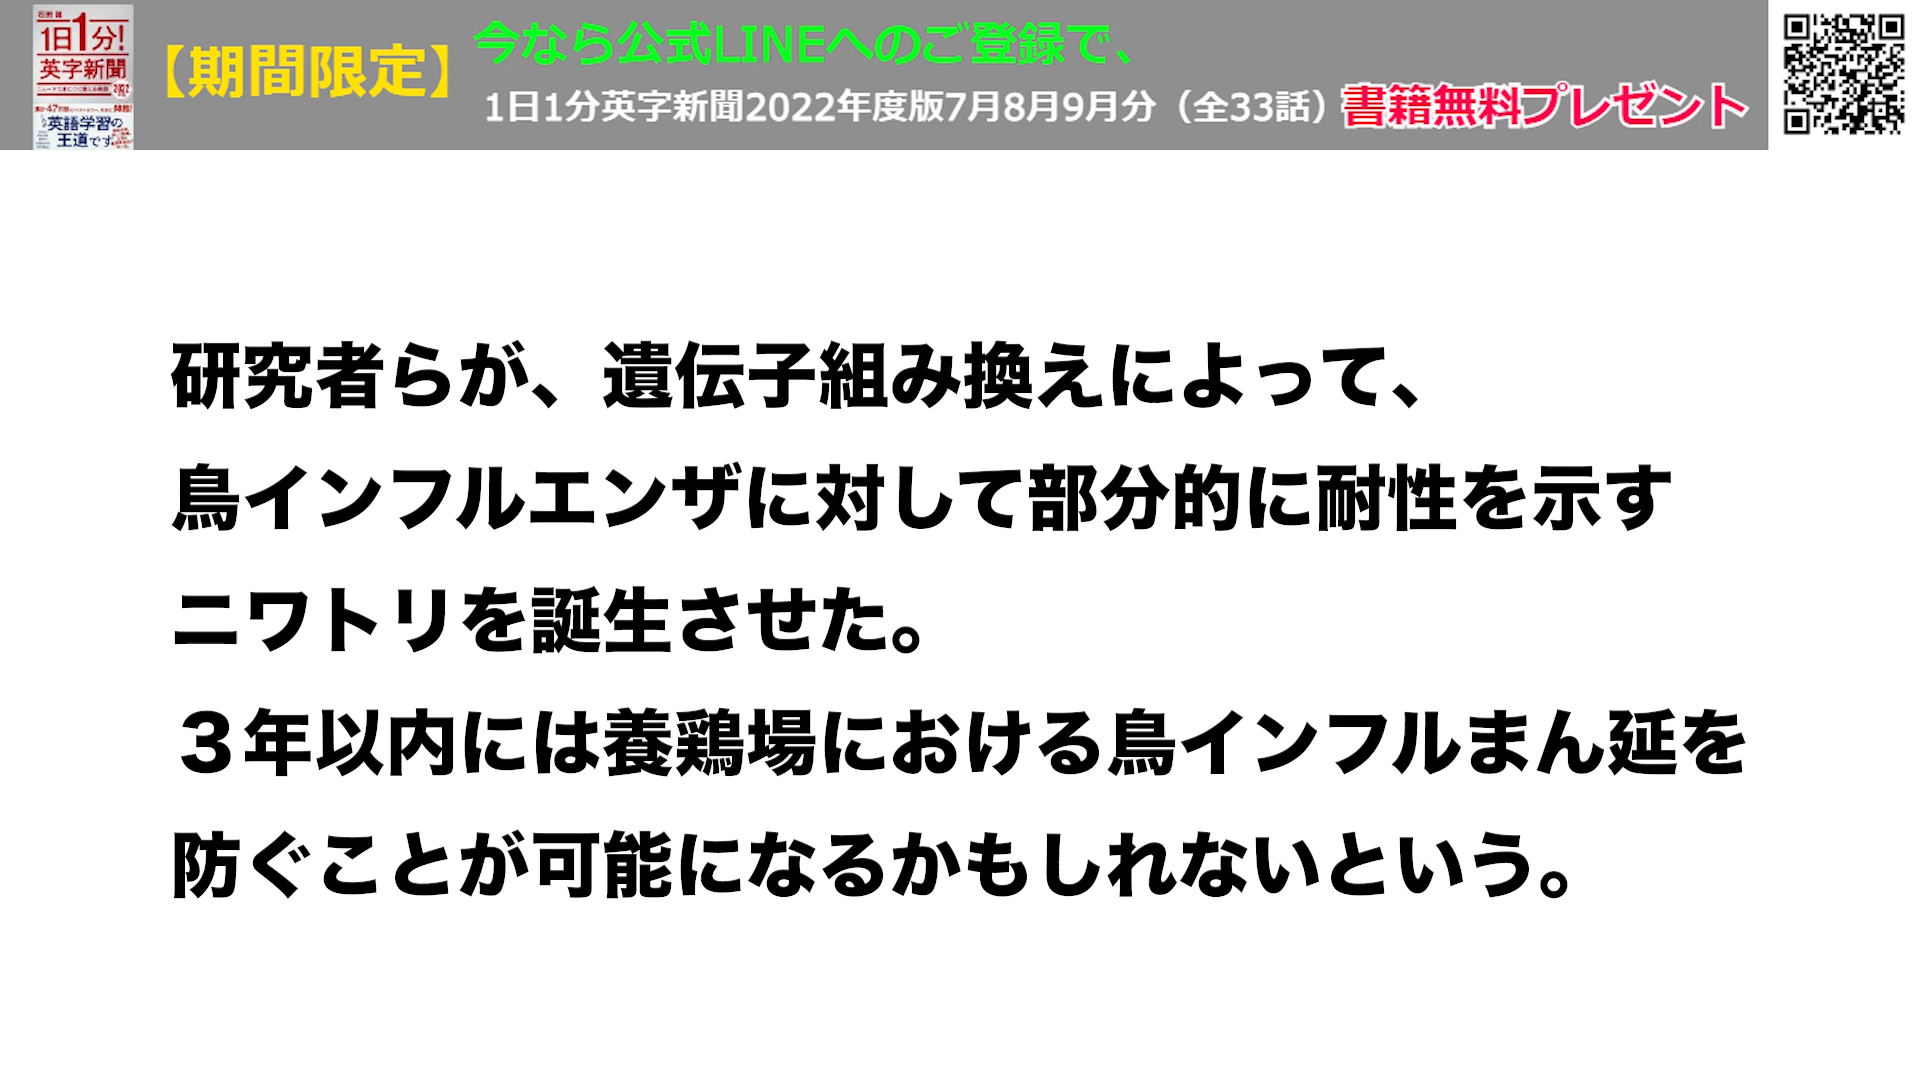 石田 健
1日1分!
英字新聞
2022
英語学習の
王道です
【期間限定】
今なら公式LINEへのご登録で、
1日1分英字新聞2022年度版7月8月9月分（全33話）書籍無料プレゼント
研究者らが、遺伝子組み換えによって、
鳥インフルエンザに対して部分的に耐性を示す
ニワトリを誕生させた。
３年以内には養鶏場における鳥インフルまん延を
防ぐことが可能になるかもしれないという。